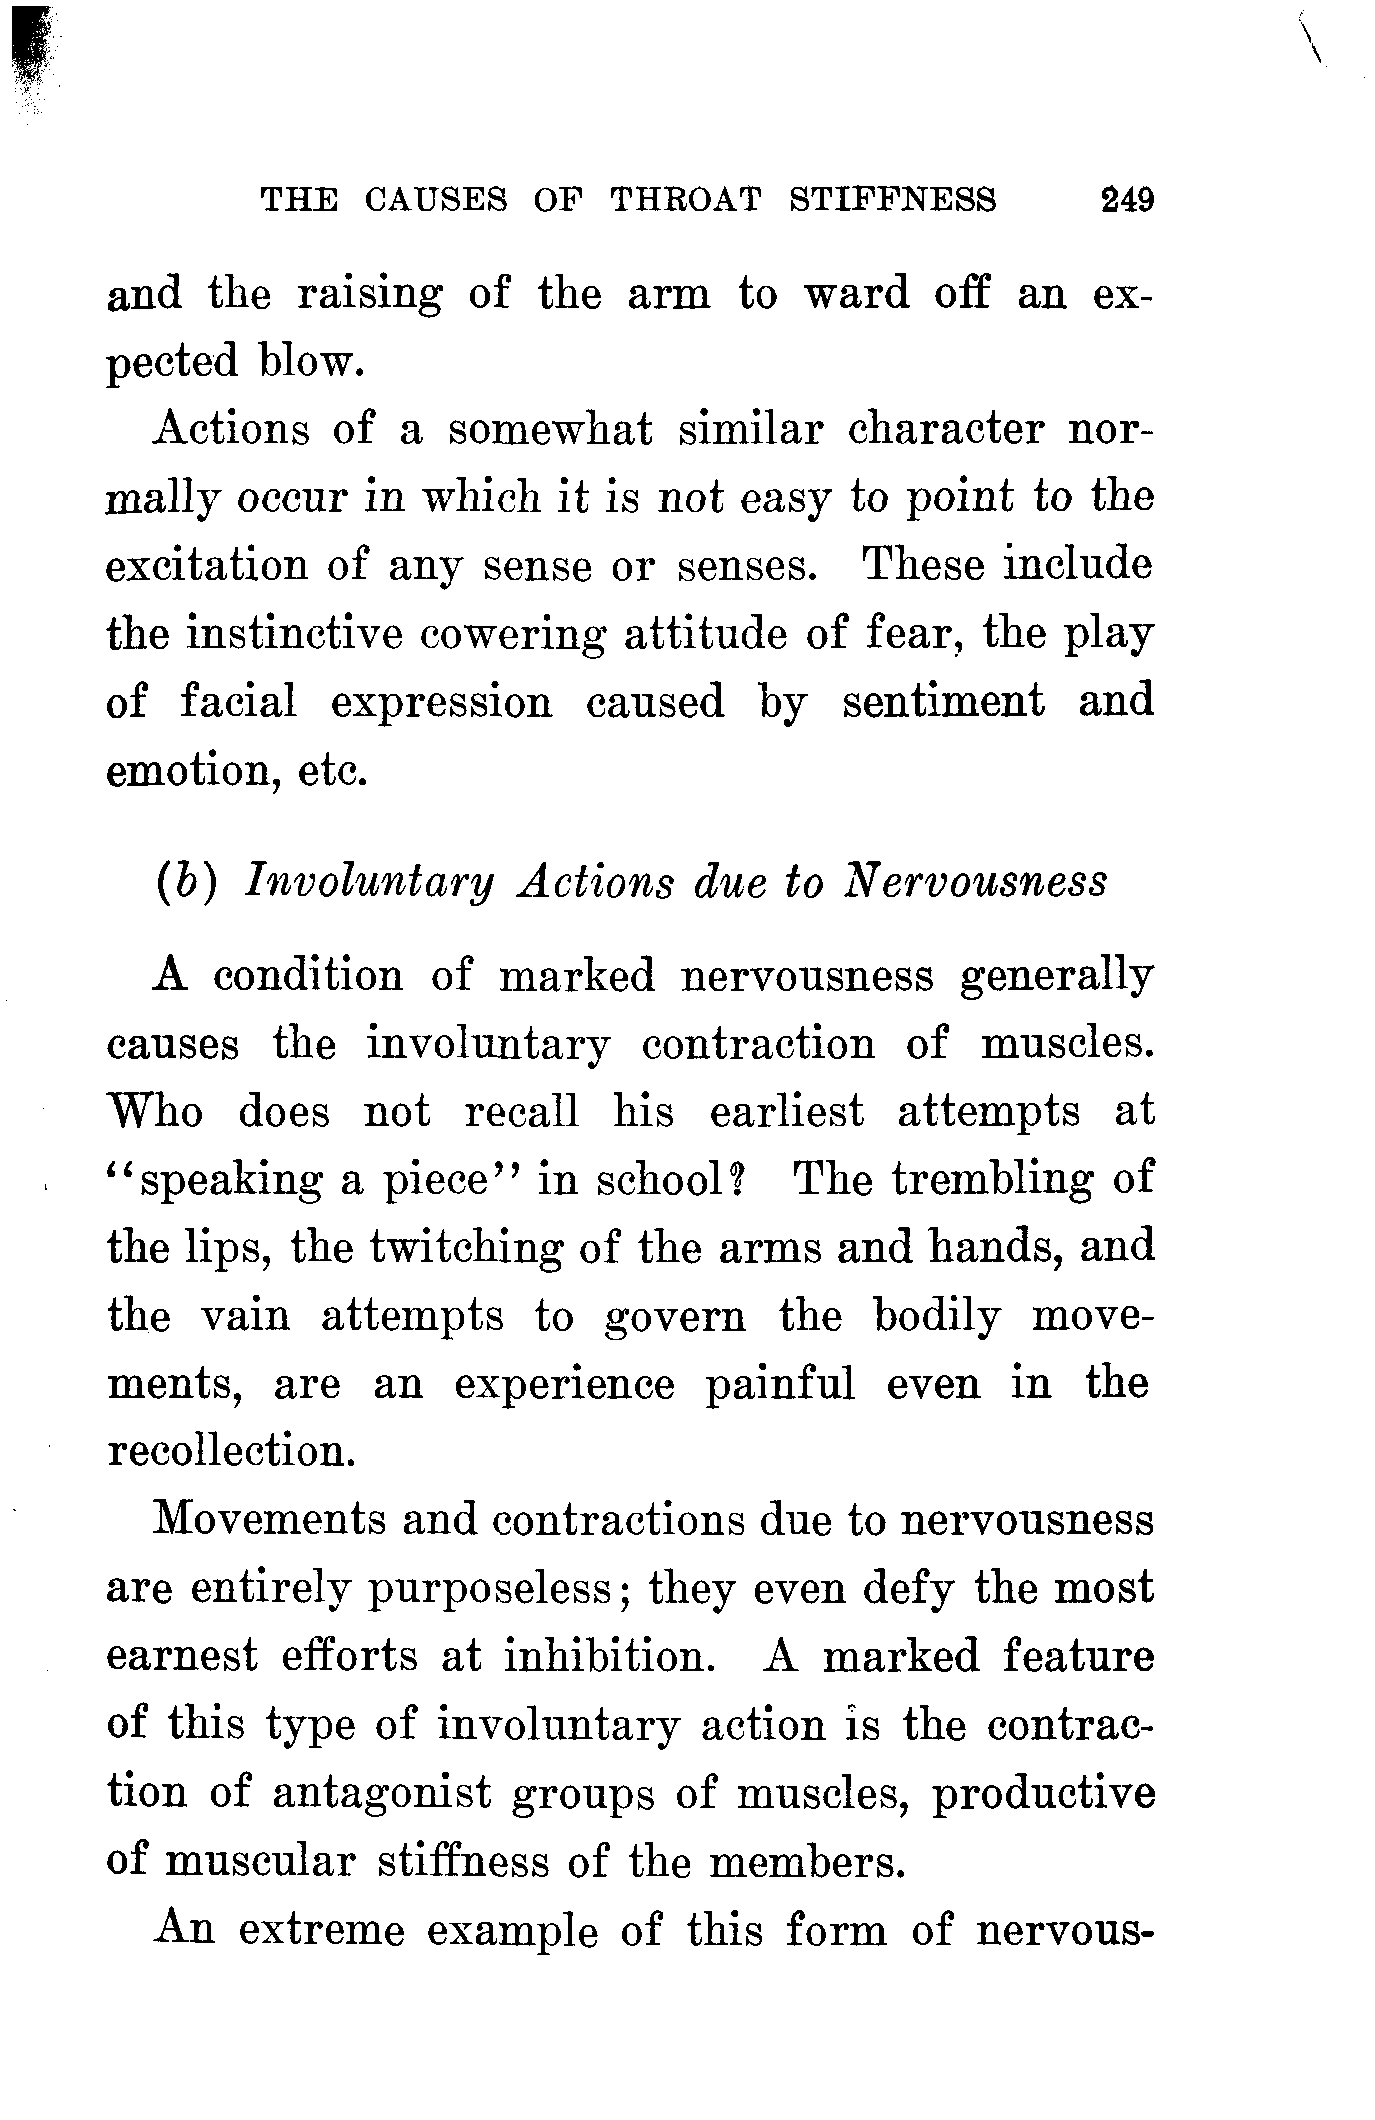 THE CAUSES OF THROAT STIFFNESS 249
and the raising of the arm to ward off an ex-
pected blow.
Actions of a somewhat similar character nor-
mally occur in which it is not easy to point to the
excitation of any sense or senses. These include
the instinctive cowering attitude of fear, the play
of facial expression caused by sentiment and
emotion, etc.
(b) Involuntary Actions due to Nervousness
A condition of marked nervousness generally
causes the involuntary contraction of muscles.
Who does not recall his earliest attempts at
“speaking a piece” in school? The trembling of
the lips, the twitching of the arms and hands, and
the vain attempts to govern the bodily move-
ments, are an experience painful even in the
recollection.
Movements and contractions due to nervousness
are entirely purposeless; they even defy the most
earnest efforts at inhibition. A marked feature
of this type of involuntary action is the contrac-
tion of antagonist groups of muscles, productive
of muscular stiffness of the members.
An extreme example of this form of nervous-